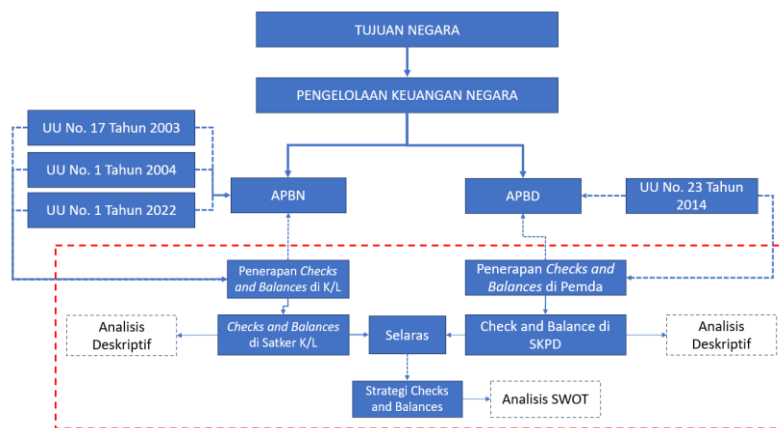 TUJUAN NEGARA
PENGELOLAAN KEUANGAN NEGARA
UU No. 17 Tahun 2003
UU No. 1 Tahun 2004
UU No. 1 Tahun 2022
APBN
APBD
UU No. 23 Tahun
2014
Penerapan Checks
and Balances di K/L
Penerapan Checks and
Balances di Pemda
Analisis
Deskriptif
Checks and Balances
di Satker K/L
Selaras
Check and Balance di
SKPD
Analisis
Deskriptif
Strategi Checks
and Balances
Analisis SWOT